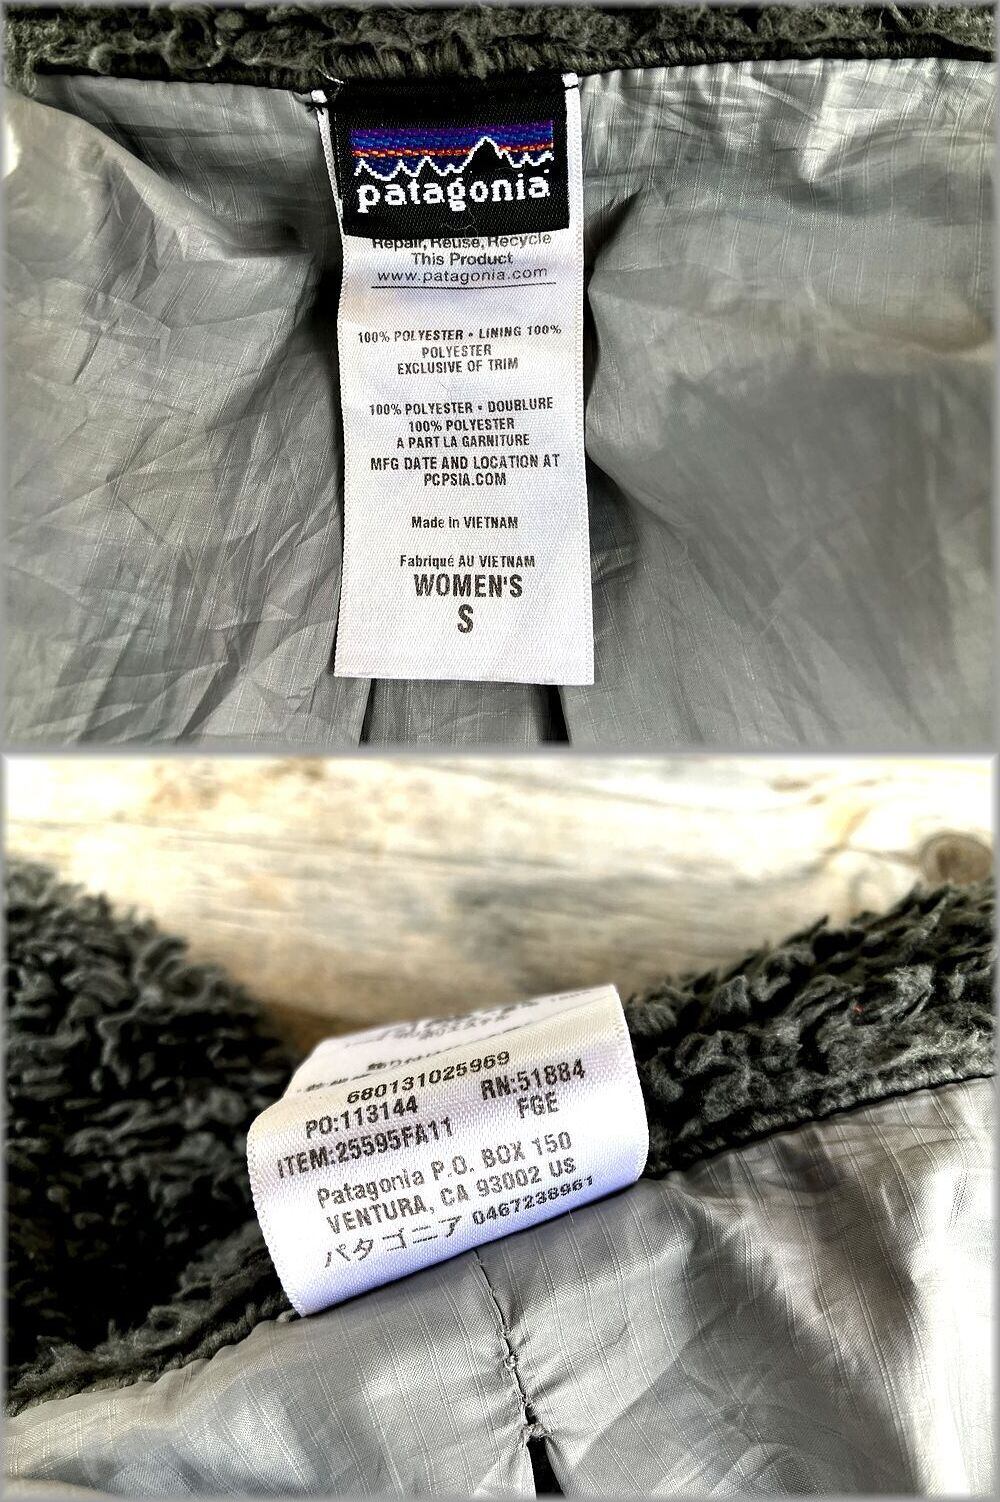 patagonia
Repair, Reuse, Recycle
This Product
www.patagonia.com
100% POLYESTER • LINING 100%
POLYESTER
EXCLUSIVE OF TRIM
100% POLYESTER • DOUBLURE
100% POLYESTER
A PART LA GARNITURE
MFG DATE AND LOCATION AT
PCPSIA.COM
Made in VIETNAM
Fabriqué AU VIETNAM
WOMEN'S
S
680131025969
PO:113144 RN:51884
ITEM:25595FA11 FGE
Patagonia P.O. BOX 150
VENTURA, CA 93002 US
パタゴニア 0467238961